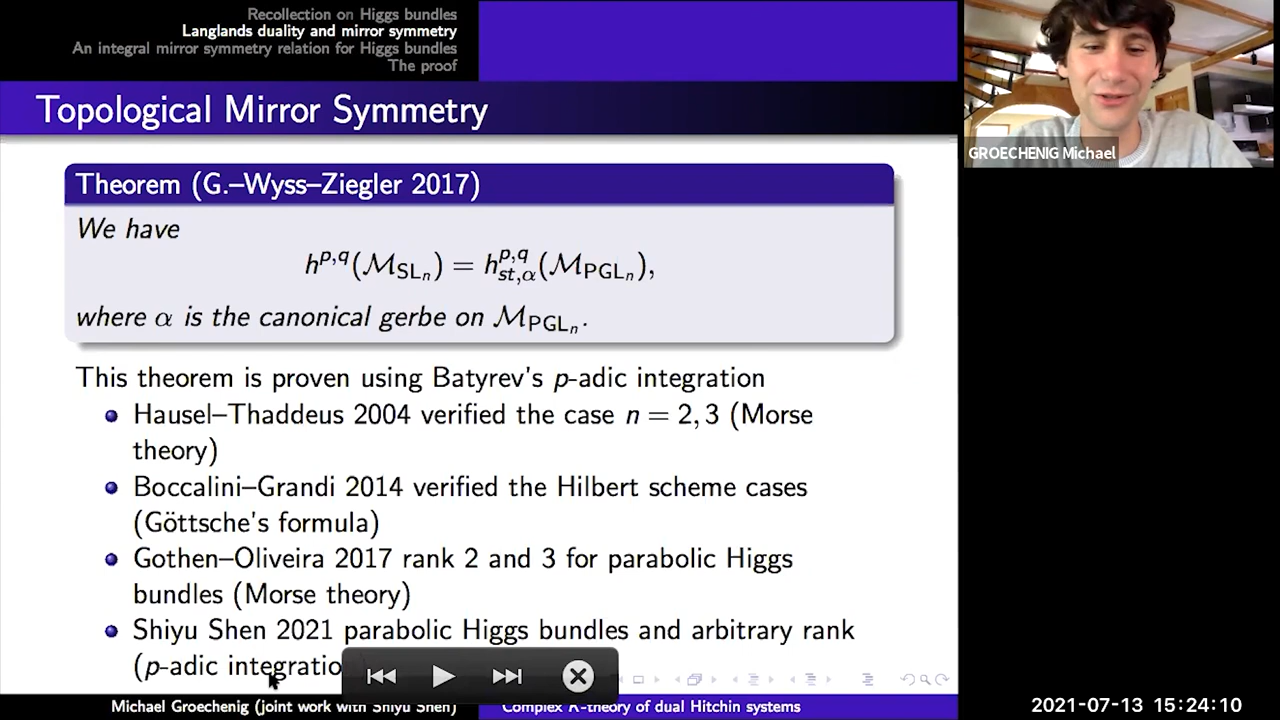 Recollection on Higgs bundles
Langlands duality and mirror symmetry
An integral mirror symmetry relation for Higgs bundles
The proof
Topological Mirror Symmetry
Theorem (G.–Wyss–Ziegler 2017)
We have
h^{p,q}(M_{SL_n}) = h^{p,q}_{st,α}(M_{PGL_n}),
where α is the canonical gerbe on M_{PGL_n}.
This theorem is proven using Batyrev's p-adic integration
Hausel–Thaddeus 2004 verified the case n = 2, 3 (Morse
theory)
Boccalini–Grandi 2014 verified the Hilbert scheme cases
(Göttsche's formula)
Gothen–Oliveira 2017 rank 2 and 3 for parabolic Higgs
bundles (Morse theory)
Shiyu Shen 2021 parabolic Higgs bundles and arbitrary rank
(p-adic integratio
Michael Groechenig (joint work with Shiyu Shen)
Complex K-theory of dual Hitchin systems
GROECHENIG Michael
2021-07-13 15:24:10